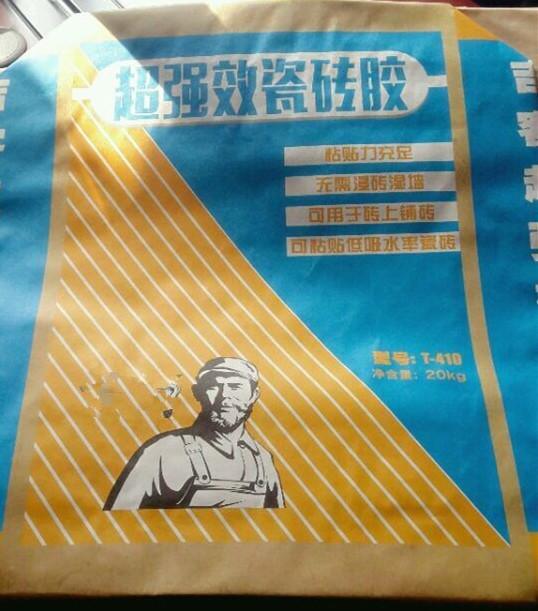 超强效瓷砖胶
粘贴力充足
无需浸砖湿墙
可用于砖上铺砖
可粘贴低吸水率瓷砖
型号: T-410
净含量: 20kg